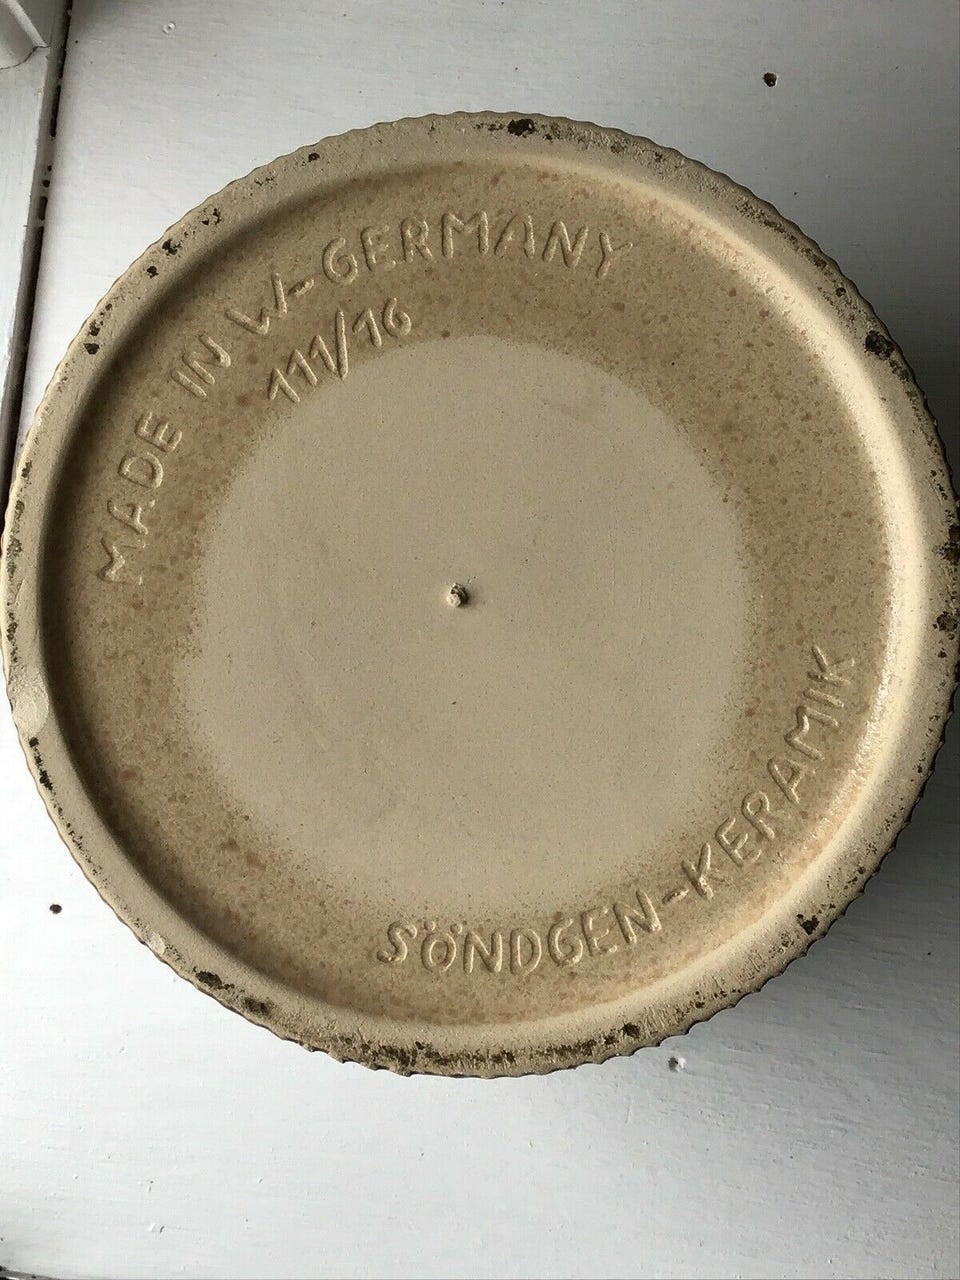 MADE IN W-GERMANY
111/16
SÖNDGEN-KERAMIK